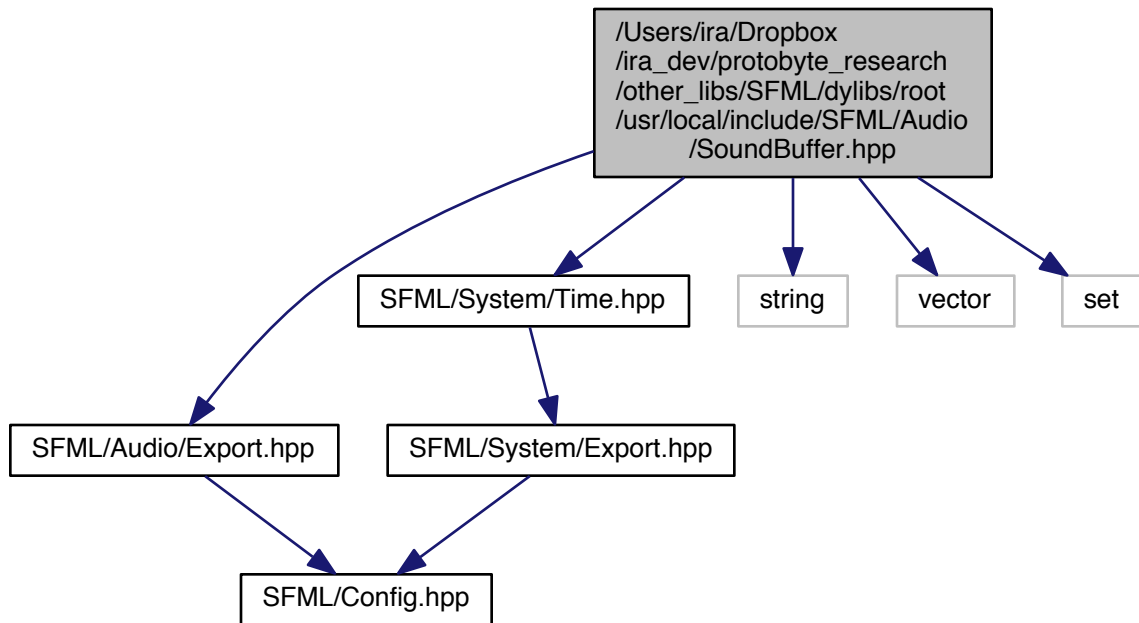 /Users/ira/Dropbox
/ira_dev/protobyte_research
/other_libs/SFML/dylibs/root
/usr/local/include/SFML/Audio
/SoundBuffer.hpp
SFML/System/Time.hpp
string
vector
set
SFML/Audio/Export.hpp
SFML/System/Export.hpp
SFML/Config.hpp